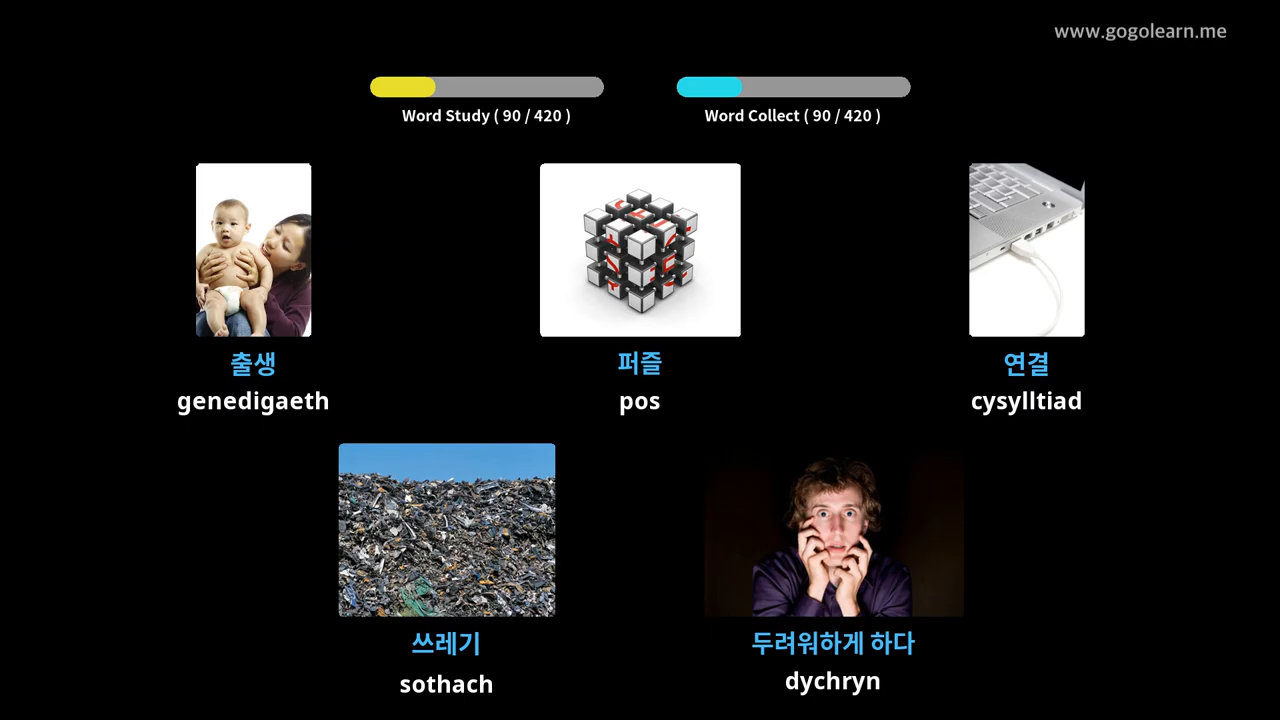 www.gogolearn.me
Word Study ( 90 / 420 )
Word Collect ( 90 / 420 )
출생
genedigaeth
퍼즐
pos
연결
cysylltiad
쓰레기
sothach
두려워하게 하다
dychryn